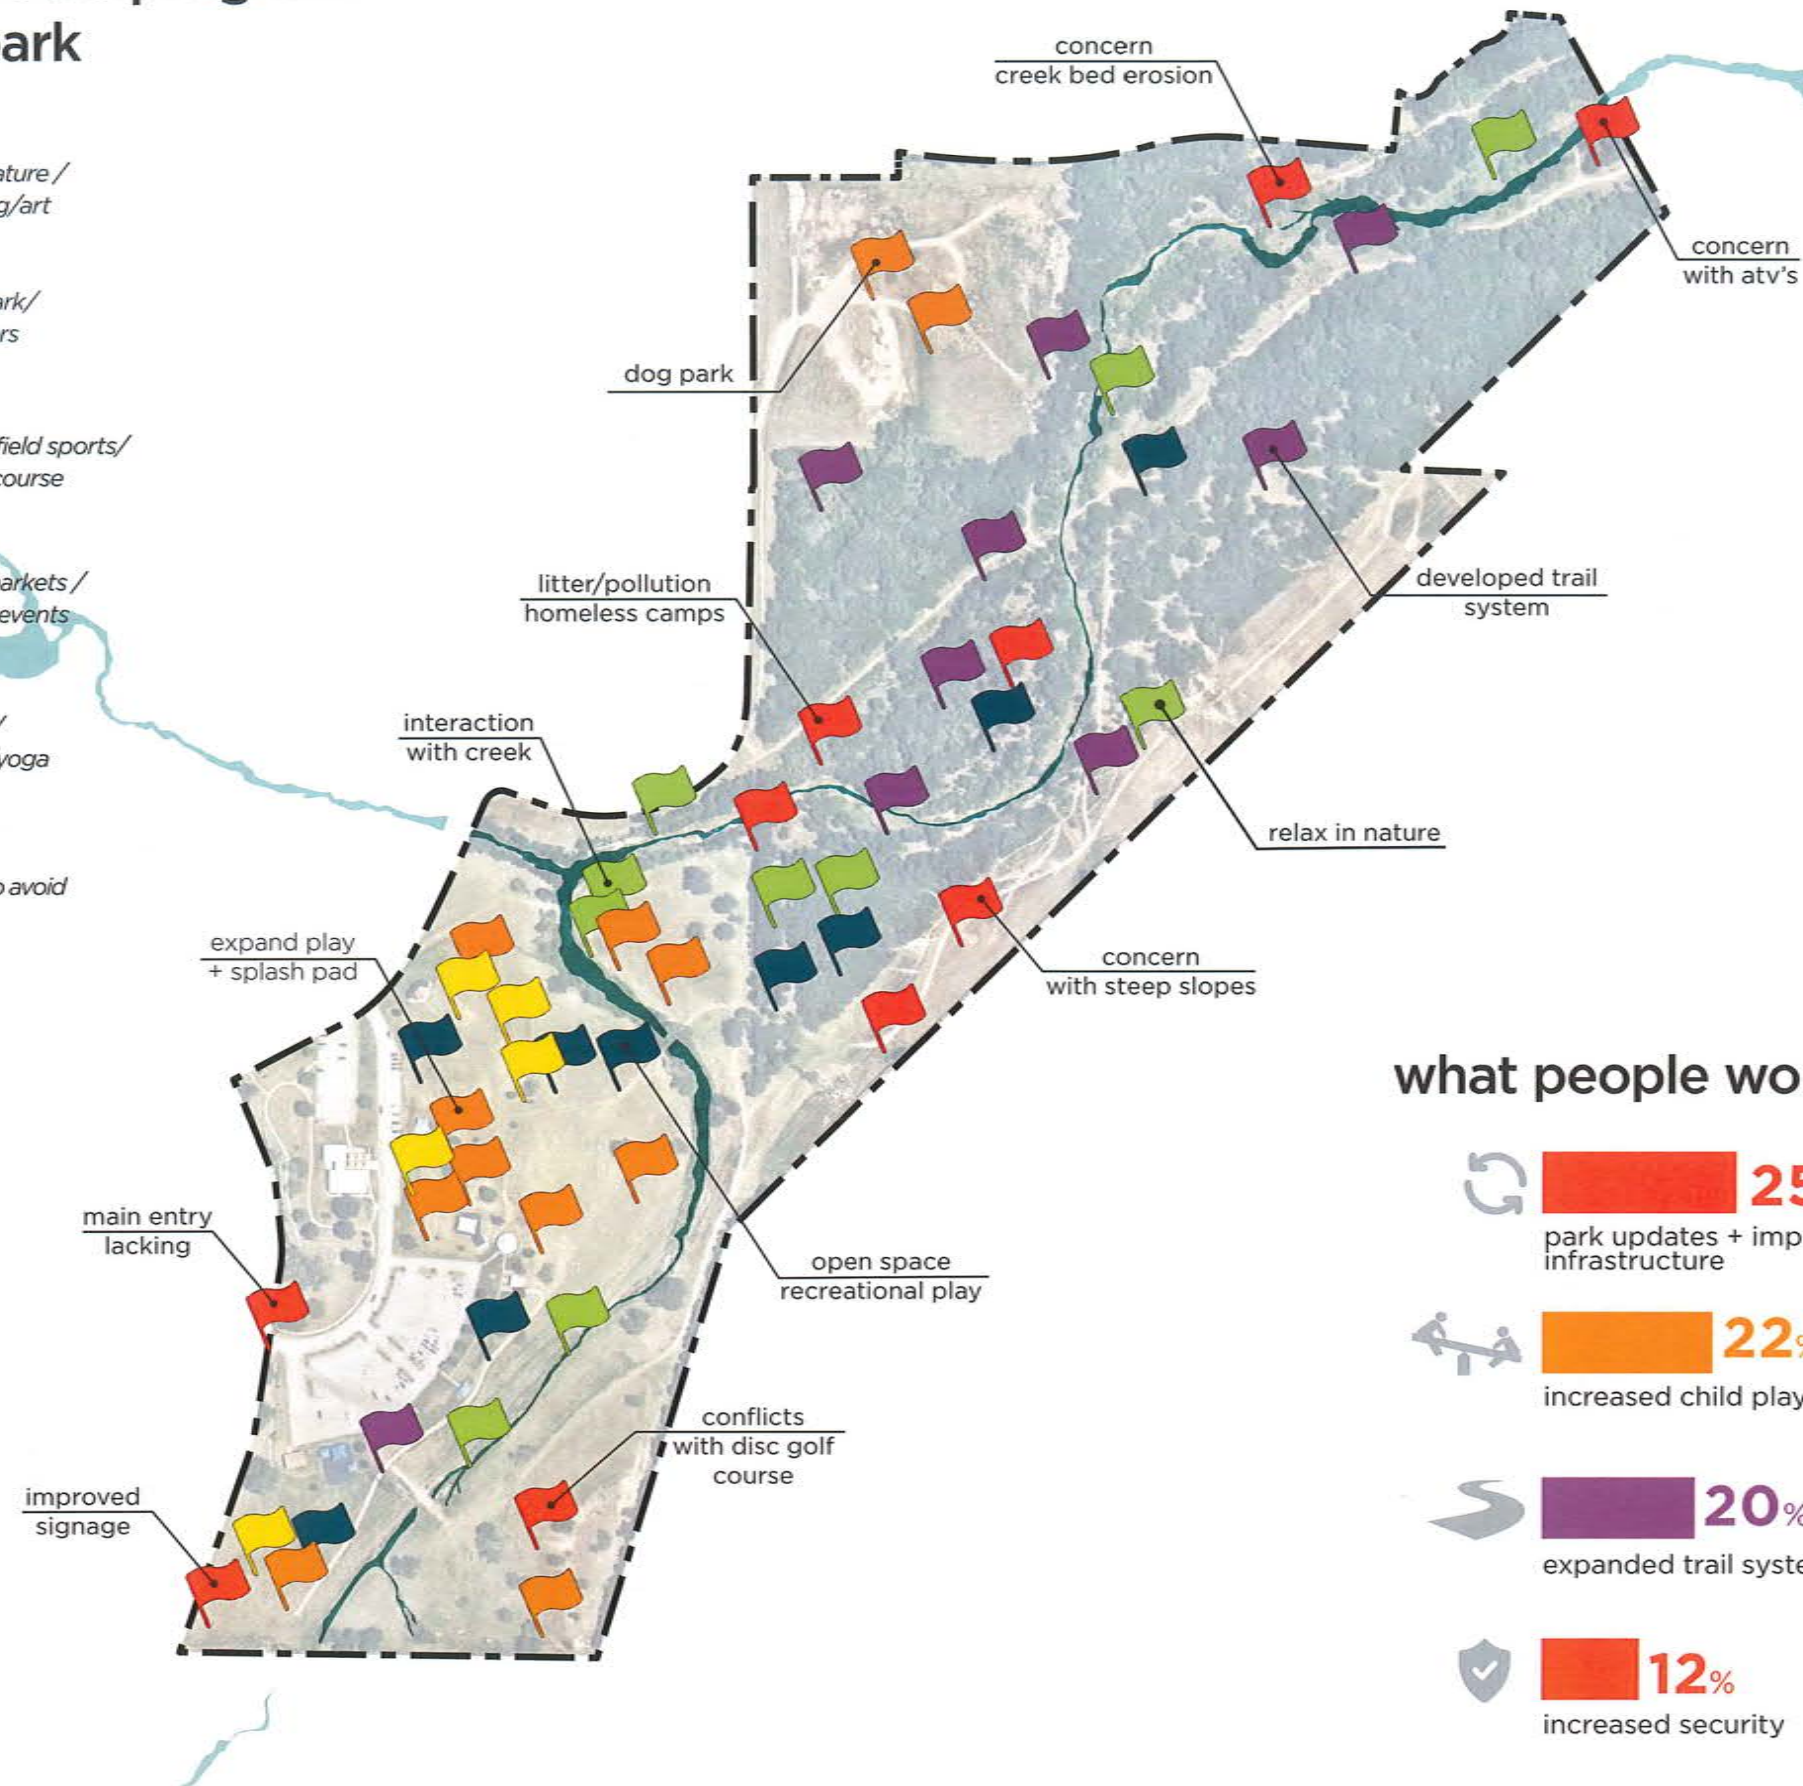 ark
ature /
g/art
ark/
rs
field sports/
course
arkets /
events
/
yoga
o avoid
concern
creek bed erosion
concern
with atv's
dog park
developed trail
system
litter/pollution
homeless camps
interaction
with creek
relax in nature
expand play
+ splash pad
concern
with steep slopes
main entry
lacking
open space
recreational play
conflicts
with disc golf
course
improved
signage
what people wo
25
park updates + imp
infrastructure
22%
increased child play
20%
expanded trail syste
12%
increased security